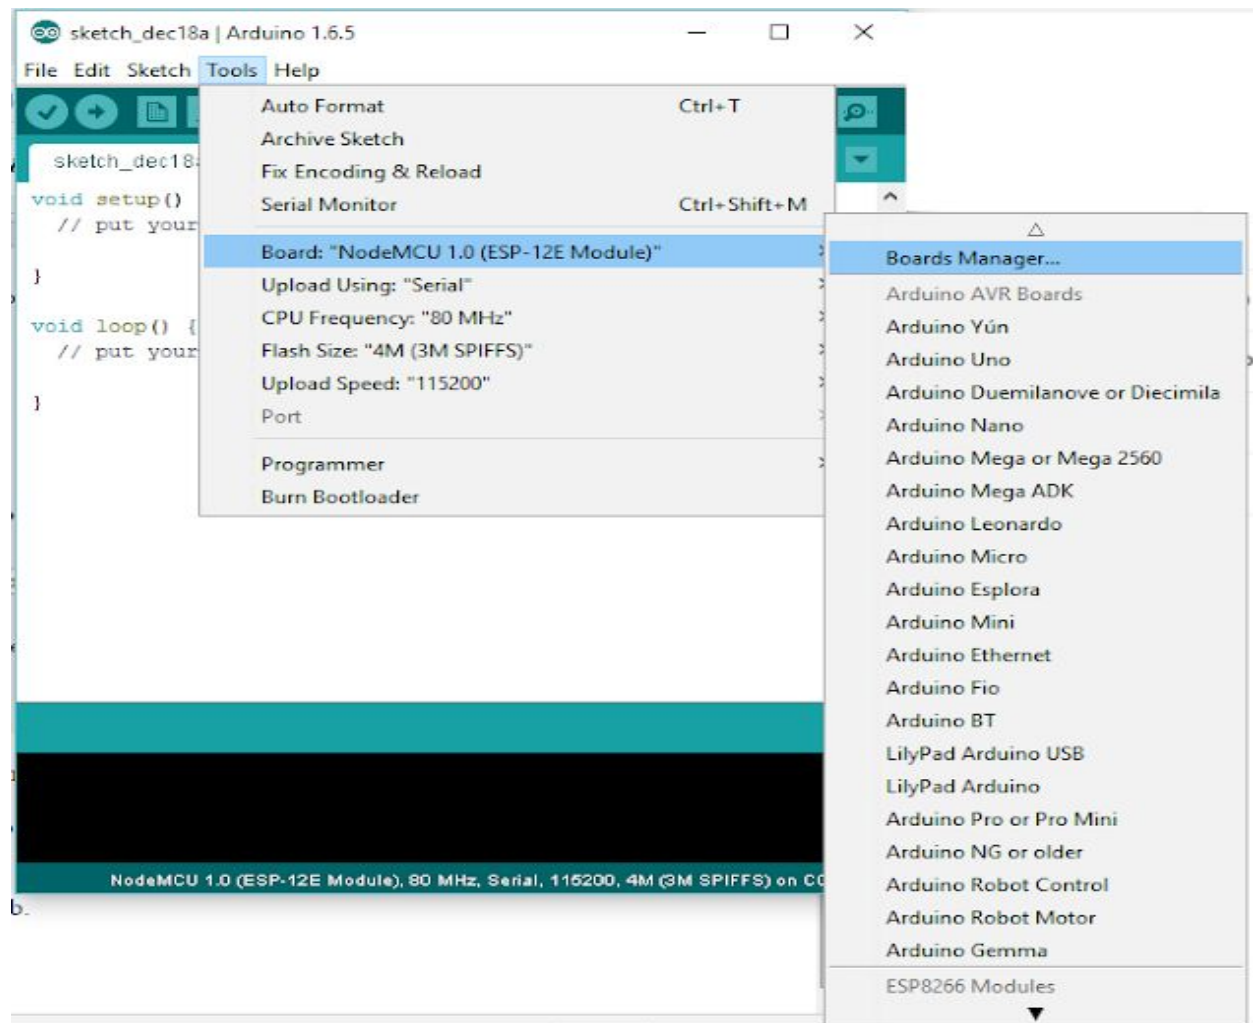 sketch_dec18a | Arduino 1.6.5
File Edit Sketch Tools Help
sketch_dec18a
void setup()
// put your
}
void loop() {
// put your
}
Auto Format Ctrl+T
Archive Sketch
Fix Encoding & Reload
Serial Monitor Ctrl+Shift+M
Board: "NodeMCU 1.0 (ESP-12E Module)"
Upload Using: "Serial"
CPU Frequency: "80 MHz"
Flash Size: "4M (3M SPIFFS)"
Upload Speed: "115200"
Port
Programmer
Burn Bootloader
Boards Manager...
Arduino AVR Boards
Arduino Yún
Arduino Uno
Arduino Duemilanove or Diecimila
Arduino Nano
Arduino Mega or Mega 2560
Arduino Mega ADK
Arduino Leonardo
Arduino Micro
Arduino Esplora
Arduino Mini
Arduino Ethernet
Arduino Fio
Arduino BT
LilyPad Arduino USB
LilyPad Arduino
Arduino Pro or Pro Mini
Arduino NG or older
Arduino Robot Control
Arduino Robot Motor
Arduino Gemma
ESP8266 Modules
NodeMCU 1.0 (ESP-12E Module), 80 MHz, Serial, 115200, 4M (3M SPIFFS) on CO
b.